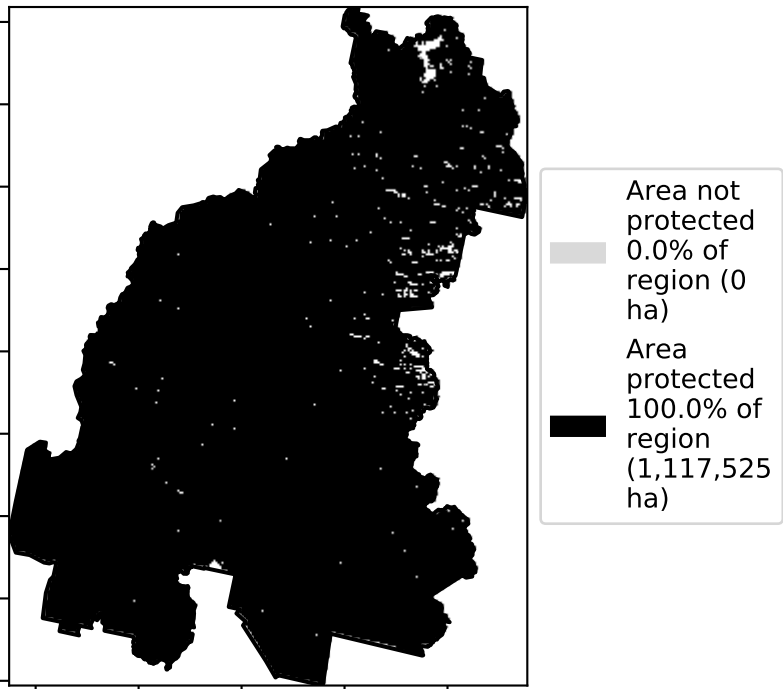 Area not
protected
0.0% of
region (0
ha)
Area
protected
100.0% of
region
(1,117,525
ha)